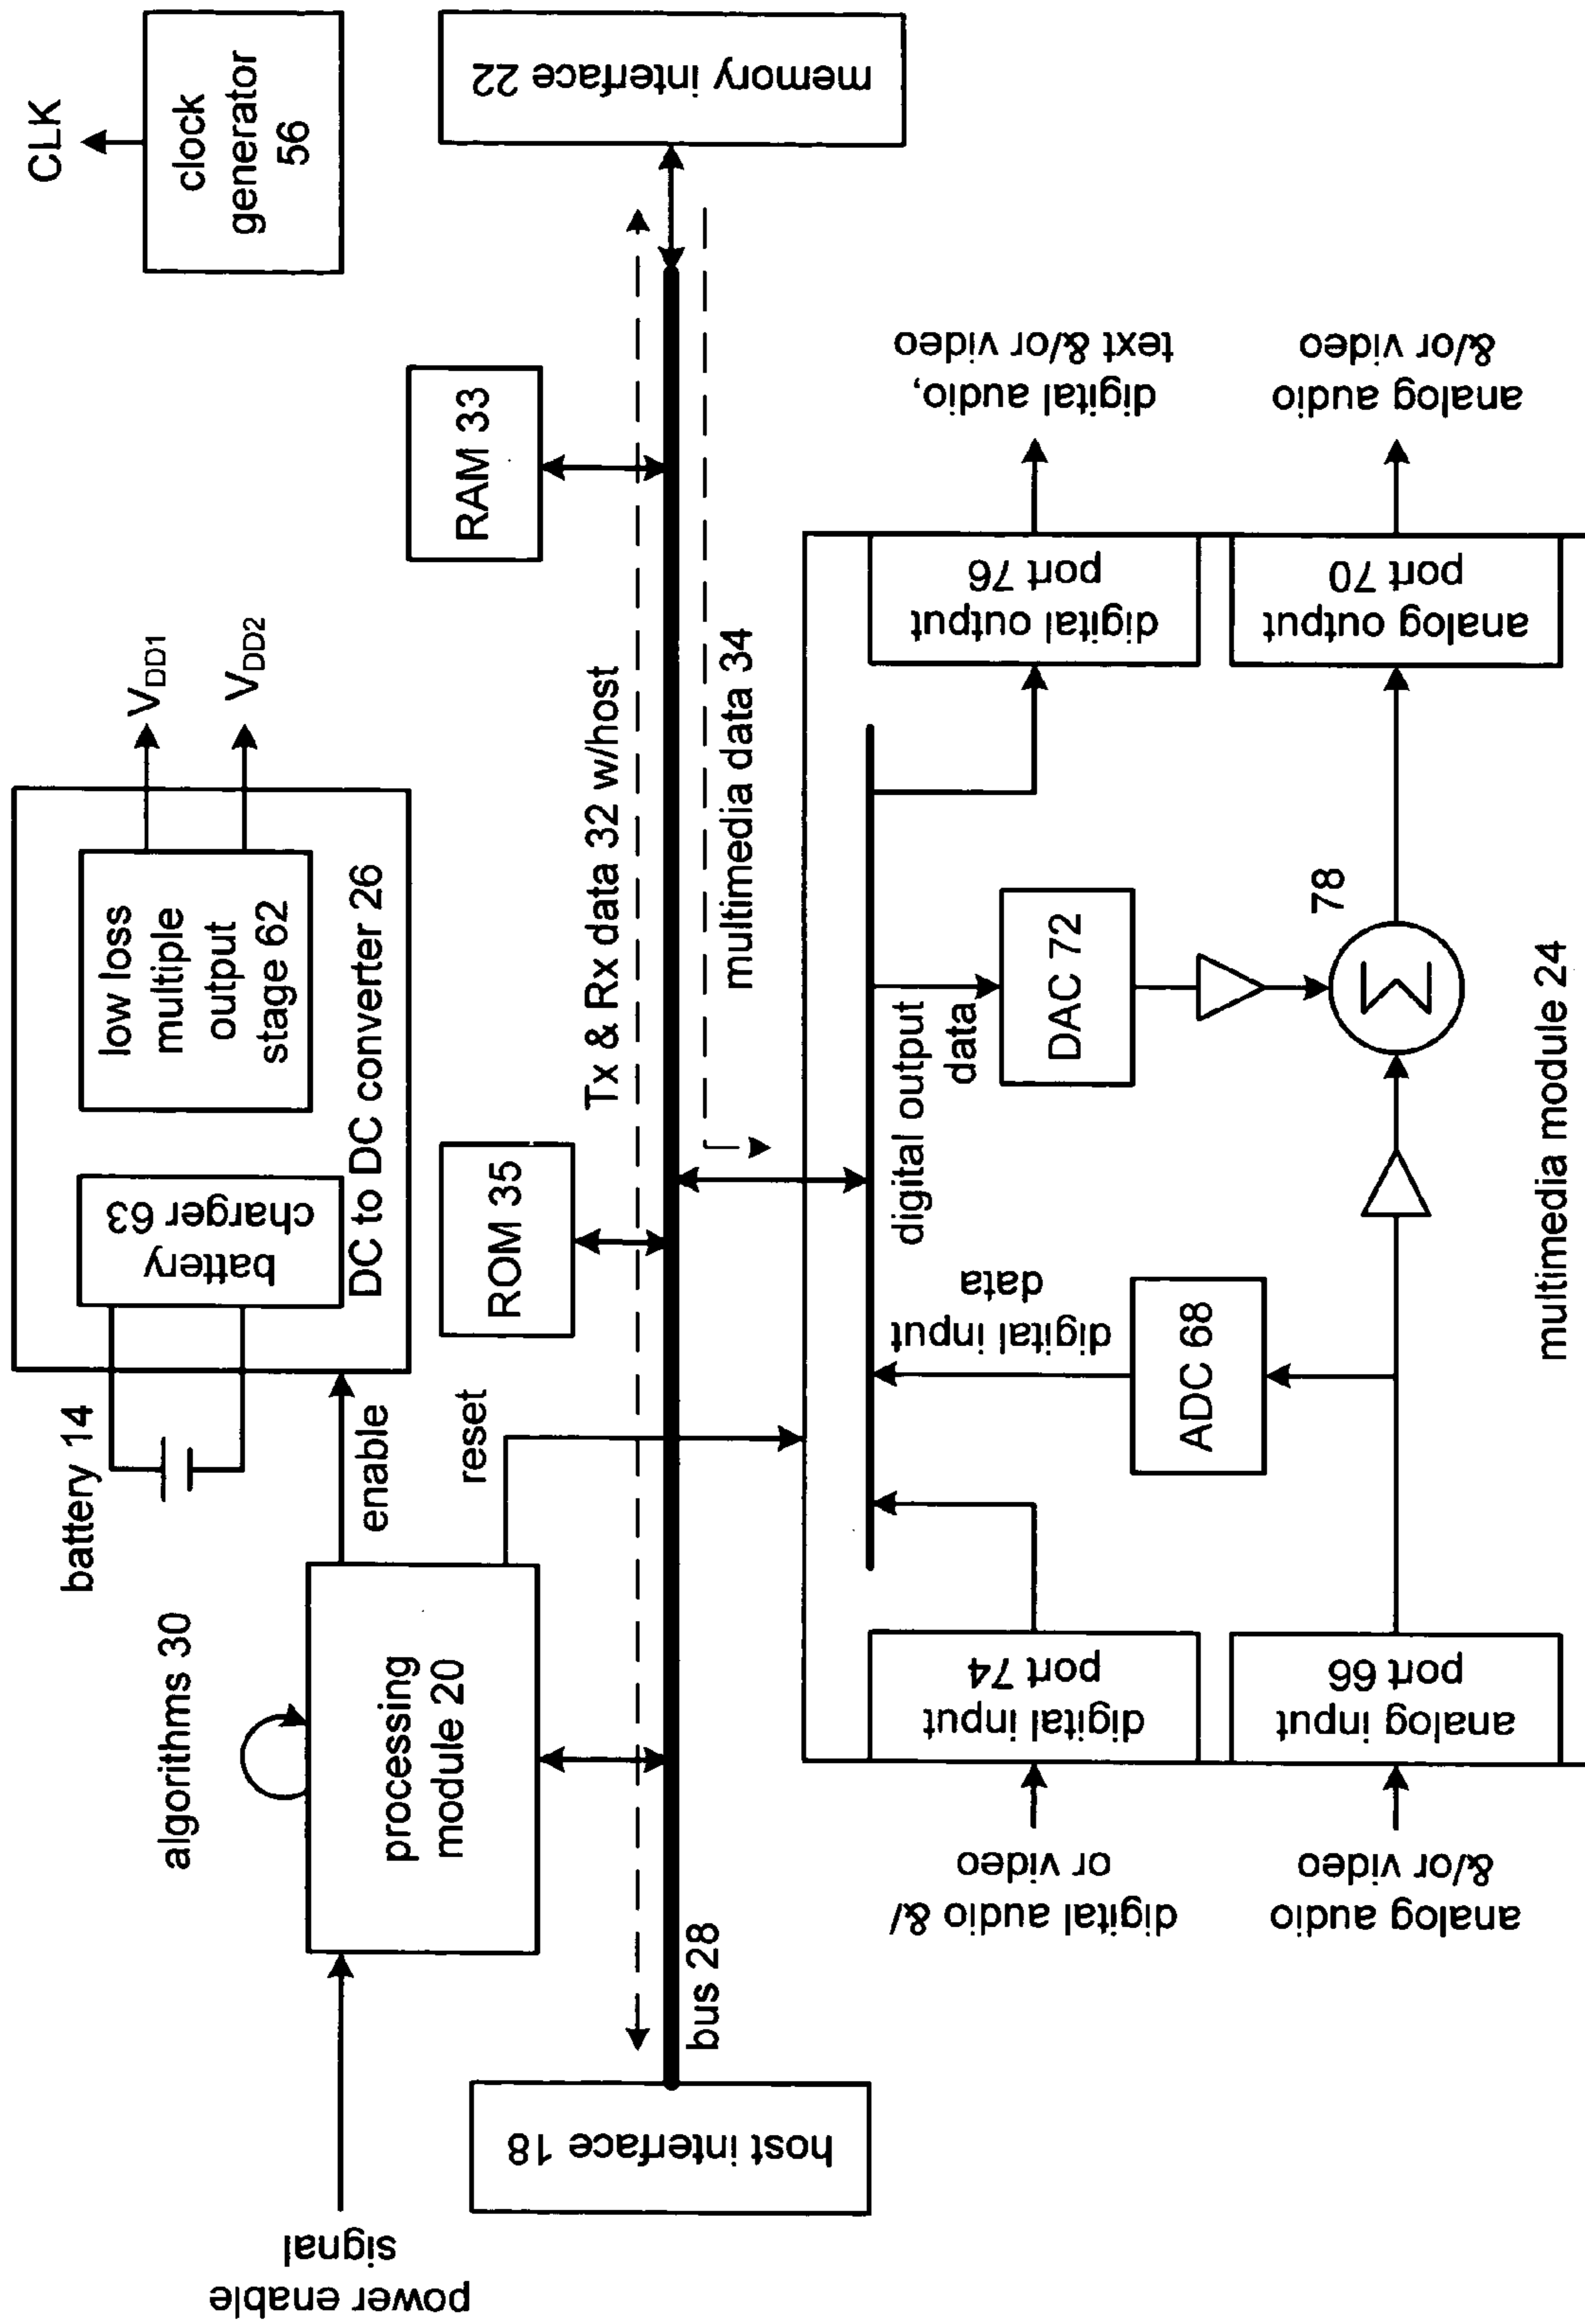 CLK
clock
generator
56
memory interface 22
V_DD1
V_DD2
low loss
multiple
output
stage 62
battery
charger 63
DC to DC converter 26
battery 14
enable
reset
algorithms 30
processing
module 20
power enable
signal
RAM 33
ROM 35
Tx & Rx data 32 w/host
multimedia data 34
bus 28
host interface 18
digital audio,
text &/or video
analog audio
&/or video
digital output
port 76
analog output
port 70
digital output
data
DAC 72
78
Σ
digital input
data
ADC 68
digital input
port 74
analog input
port 66
digital audio &/
or video
analog audio
&/or video
multimedia module 24